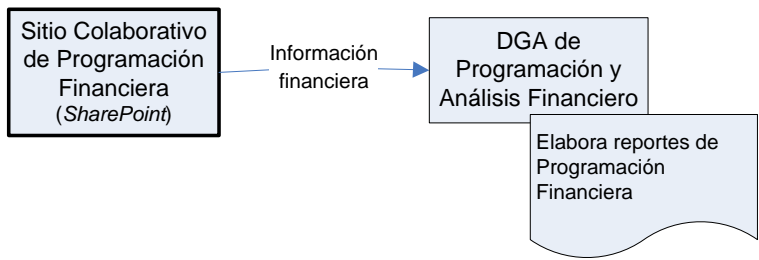 Sitio Colaborativo
de Programación
Financiera
(SharePoint)
Información
financiera
DGA de
Programación y
Análisis Financiero
Elabora reportes de
Programación
Financiera